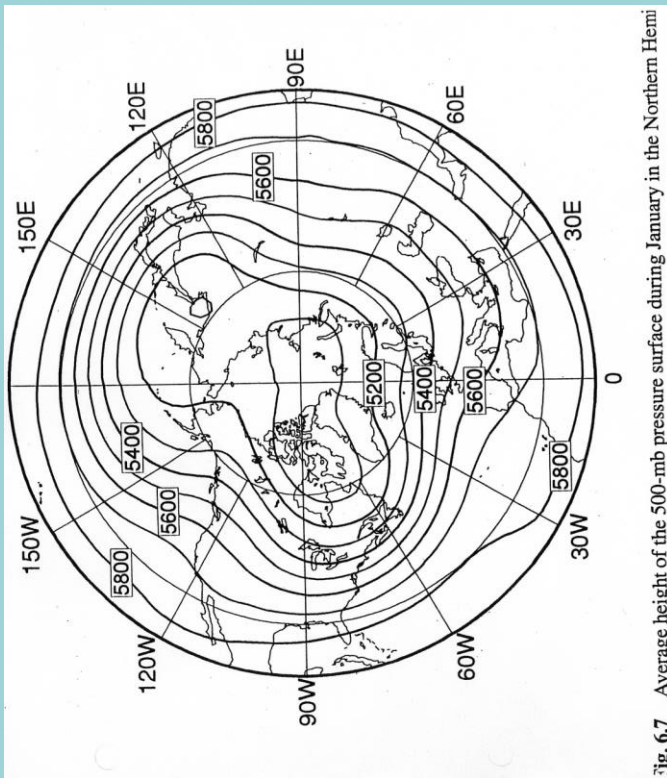 90E
120E
60E
5800
5600
150E
30E
5200
5400
5600
0
5400
5600
5800
5800
150W
30W
120W
60W
90W
Fig. 6.7 Average height of the 500-mb pressure surface during January in the Northern Hemi